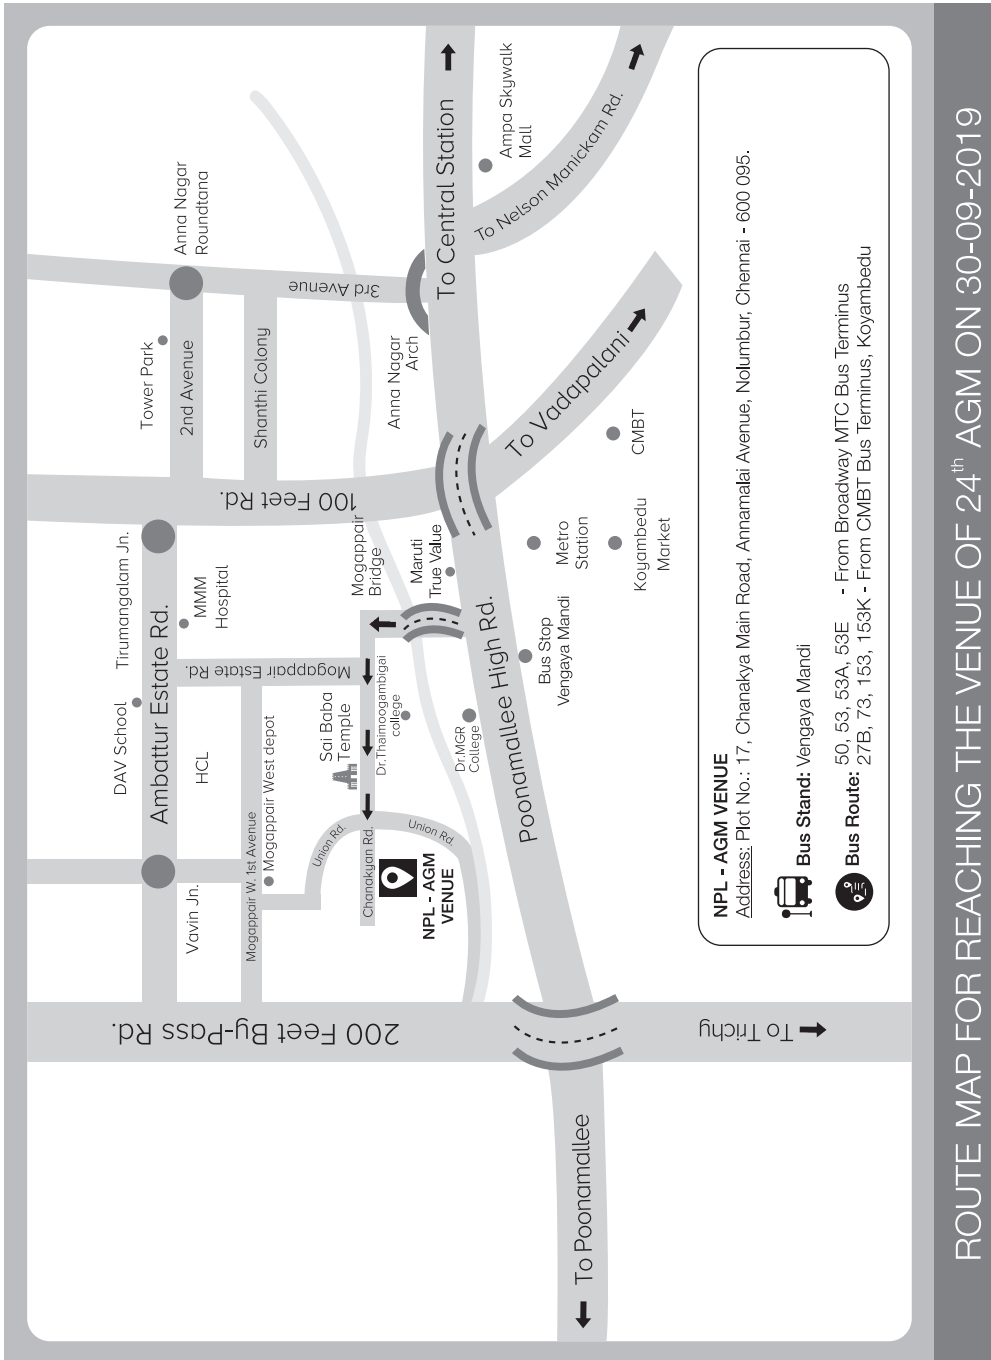 ROUTE MAP FOR REACHING THE VENUE OF 24th AGM ON 30-09-2019
200 Feet By-Pass Rd.
To Trichy
To Poonamallee
Vavin Jn.
Ambattur Estate Rd.
DAV School
Tirumangalam Jn.
HCL
MMM
Hospital
Mogappair Estate Rd.
Mogappair W. 1st Avenue
Mogappair West depot
Union Rd.
Union Rd.
Chanakyan Rd.
NPL - AGM
VENUE
Sai Baba
Temple
Dr.Thaimoogambigai
college
Dr.MGR
College
Mogappair
Bridge
Maruti
True Value
Poonamallee High Rd.
Bus Stop
Vengaya Mandi
Metro
Station
Koyambedu
Market
CMBT
To Vadapalani
100 Feet Rd.
Tower Park
2nd Avenue
Shanthi Colony
Anna Nagar
Roundtana
3rd Avenue
Anna Nagar
Arch
To Central Station
To Nelson Manickam Rd.
Ampa Skywalk
Mall
NPL - AGM VENUE
Address: Plot No.: 17, Chanakya Main Road, Annamalai Avenue, Nolumbur, Chennai - 600 095.
Bus Stand: Vengaya Mandi
Bus Route: 50, 53, 53A, 53E - From Broadway MTC Bus Terminus
27B, 73, 153, 153K - From CMBT Bus Terminus, Koyambedu